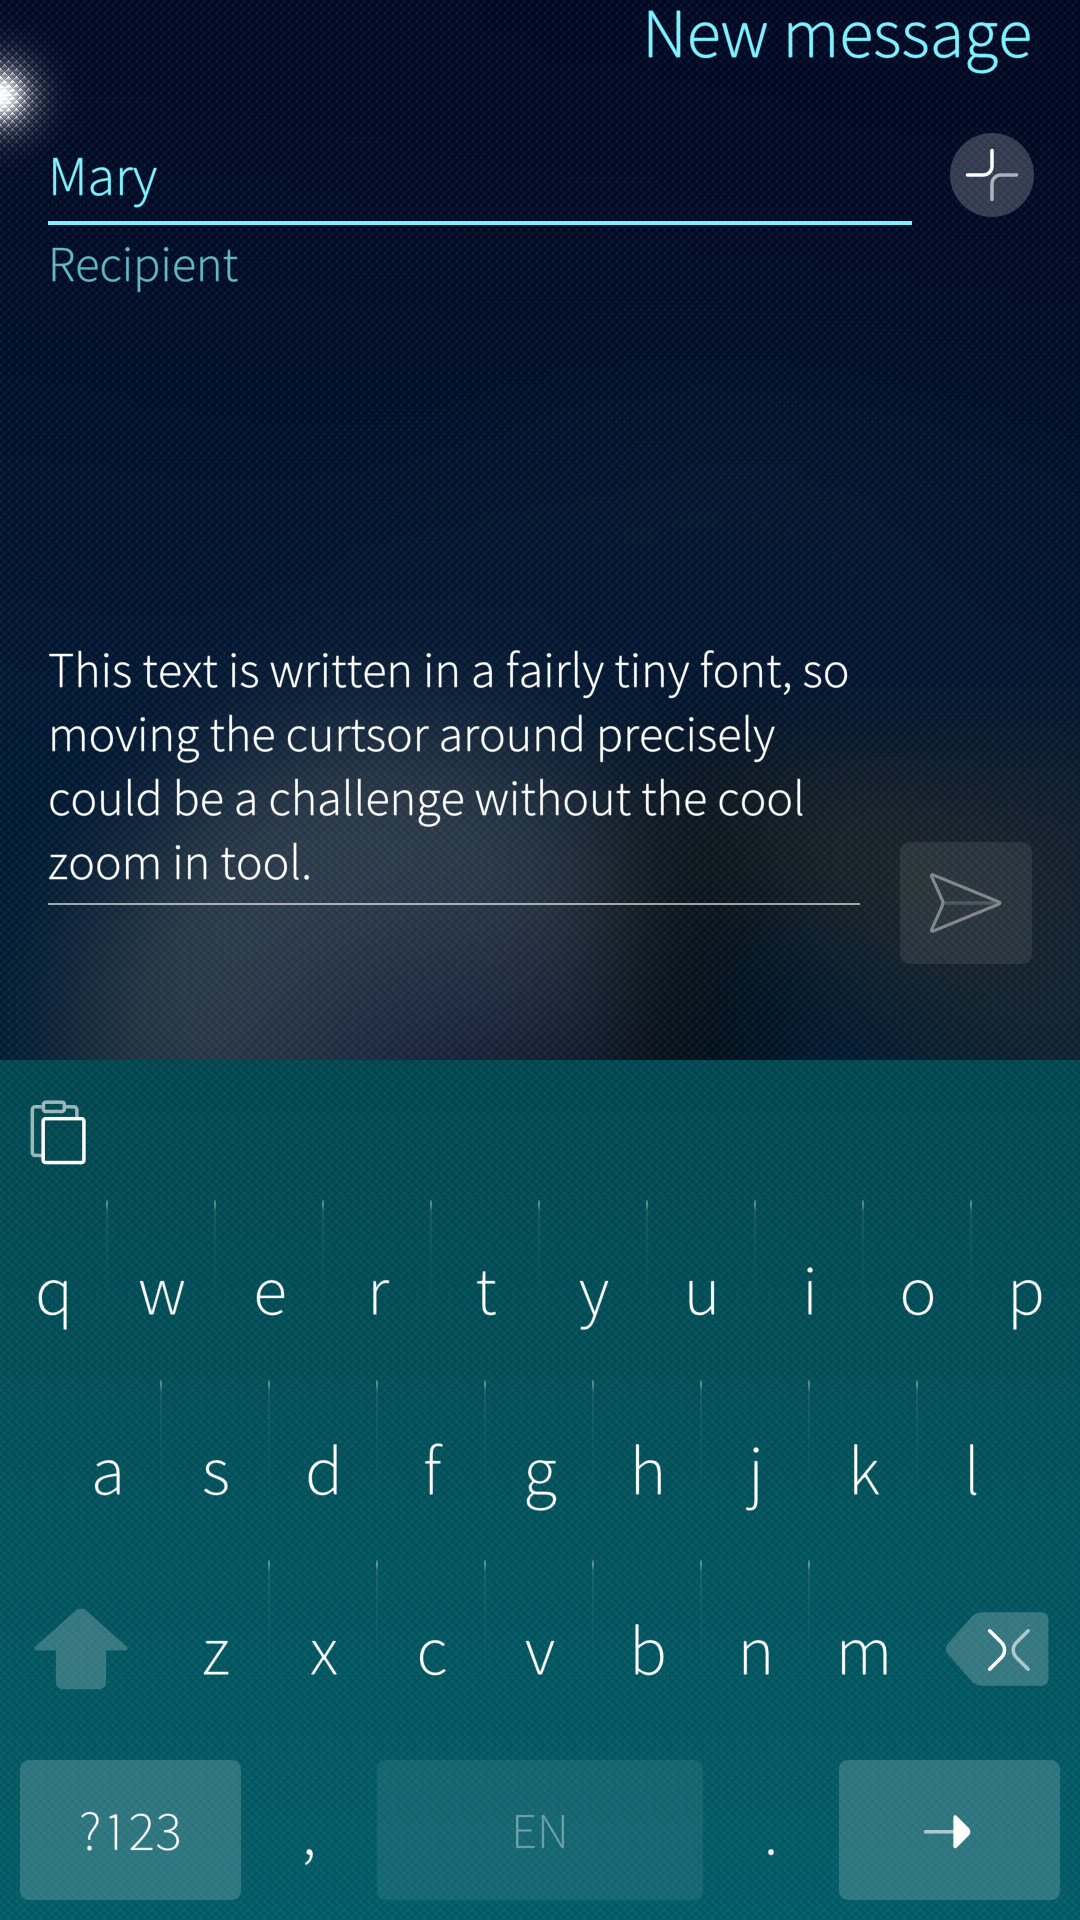 New message
Mary
Recipient
This text is written in a fairly tiny font, so
moving the curtsor around precisely
could be a challenge without the cool
zoom in tool.
q w e r t y u i o p
a s d f g h j k l
z x c v b n m
?123 , EN .